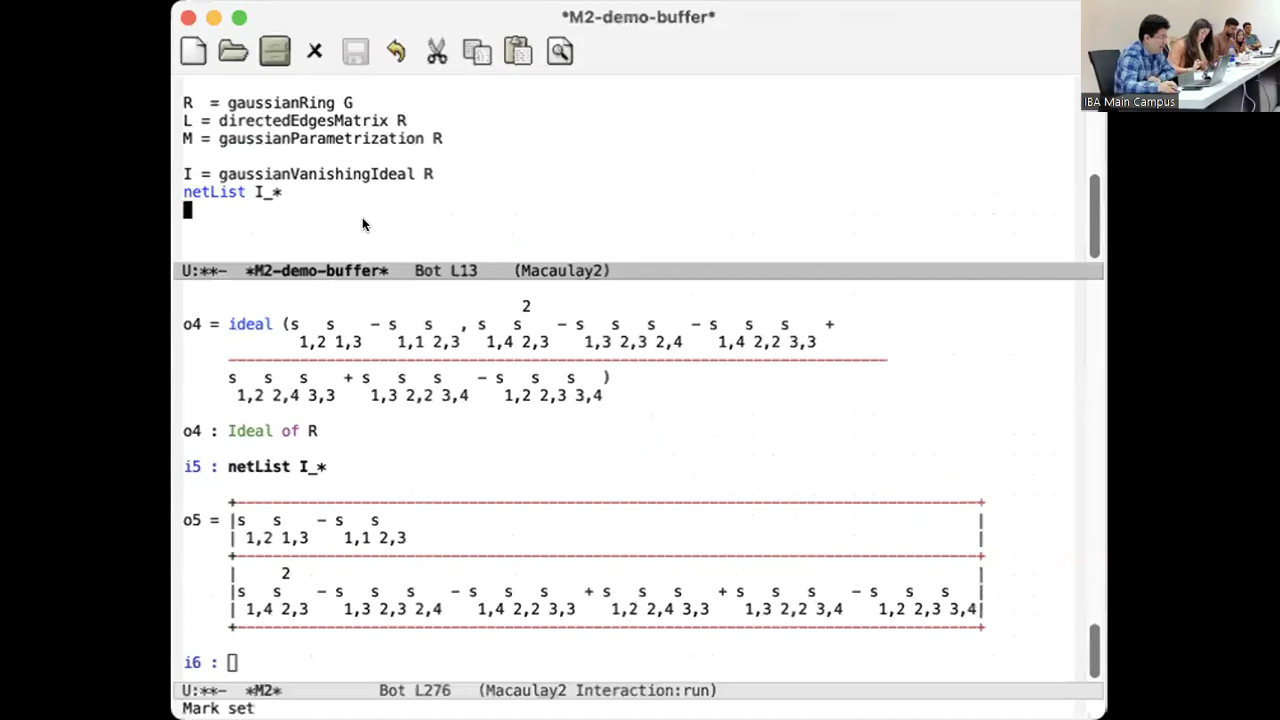 *M2-demo-buffer*
IBA Main Campus
R  = gaussianRing G
L = directedEdgesMatrix R
M = gaussianParametrization R
I = gaussianVanishingIdeal R
netList I_*
U:**-  *M2-demo-buffer*   Bot L13    (Macaulay2)
2
o4 = ideal (s   s    - s   s   , s   s    - s   s   s    - s   s   s    +
1,2 1,3    1,1 2,3   1,4 2,3    1,3 2,3 2,4    1,4 2,2 3,3
s   s   s    + s   s   s    - s   s   s   )
1,2 2,4 3,3    1,3 2,2 3,4    1,2 2,3 3,4
o4 : Ideal of R
i5 : netList I_*
o5 = |s   s    - s   s    |
| 1,2 1,3    1,1 2,3 |
| 2 |
|s   s    - s   s   s    - s   s   s    + s   s   s    + s   s   s    - s   s   s   |
| 1,4 2,3    1,3 2,3 2,4    1,4 2,2 3,3    1,2 2,4 3,3    1,3 2,2 3,4    1,2 2,3 3,4|
i6 :
U:**-  *M2*           Bot L276   (Macaulay2 Interaction:run)
Mark set